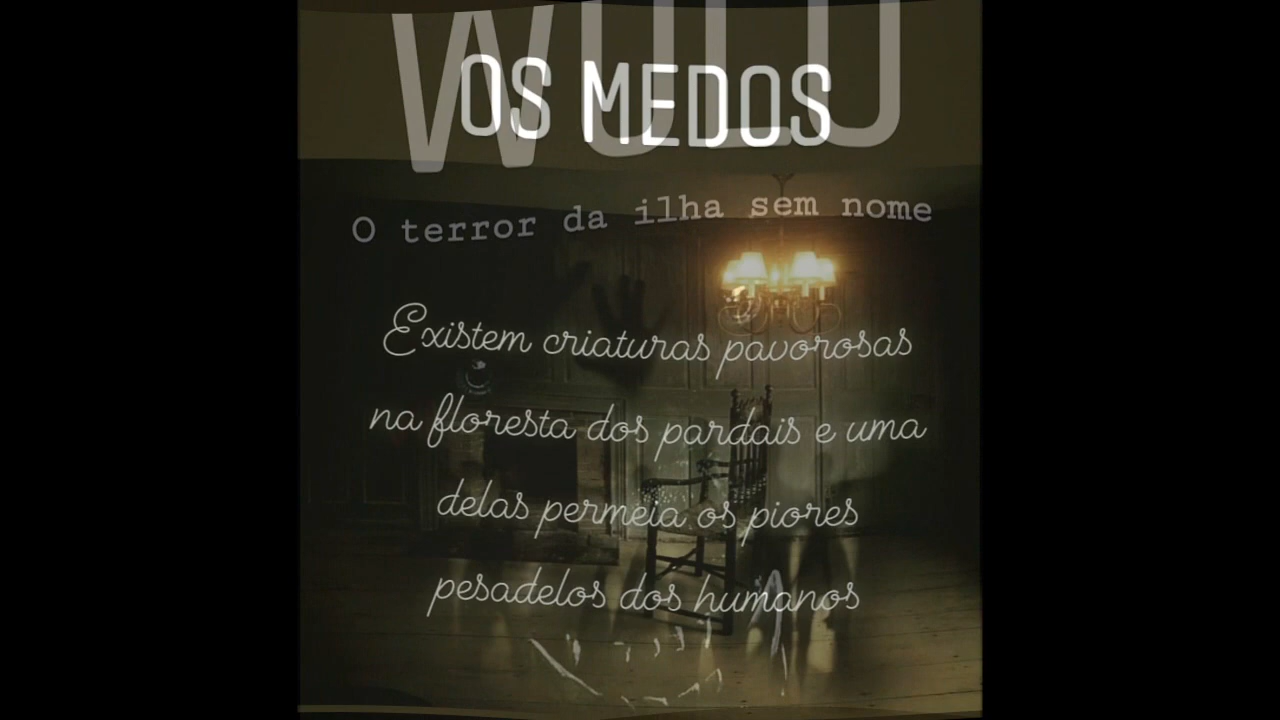 WULU
OS MEDOS
O terror da ilha sem nome
Existem criaturas pavorosas
na floresta dos pardais e uma
delas permeia os piores
pesadelos dos humanos